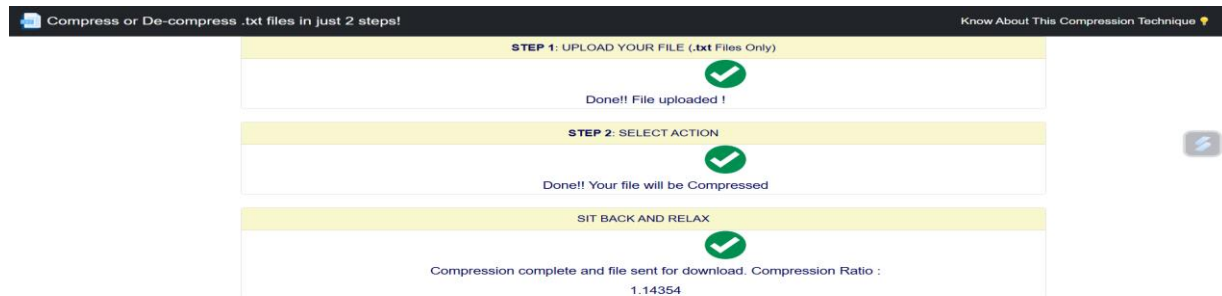 Compress or De-compress .txt files in just 2 steps!
Know About This Compression Technique
STEP 1: UPLOAD YOUR FILE (.txt Files Only)
Done!! File uploaded !
STEP 2: SELECT ACTION
Done!! Your file will be Compressed
SIT BACK AND RELAX
Compression complete and file sent for download. Compression Ratio :
1.14354